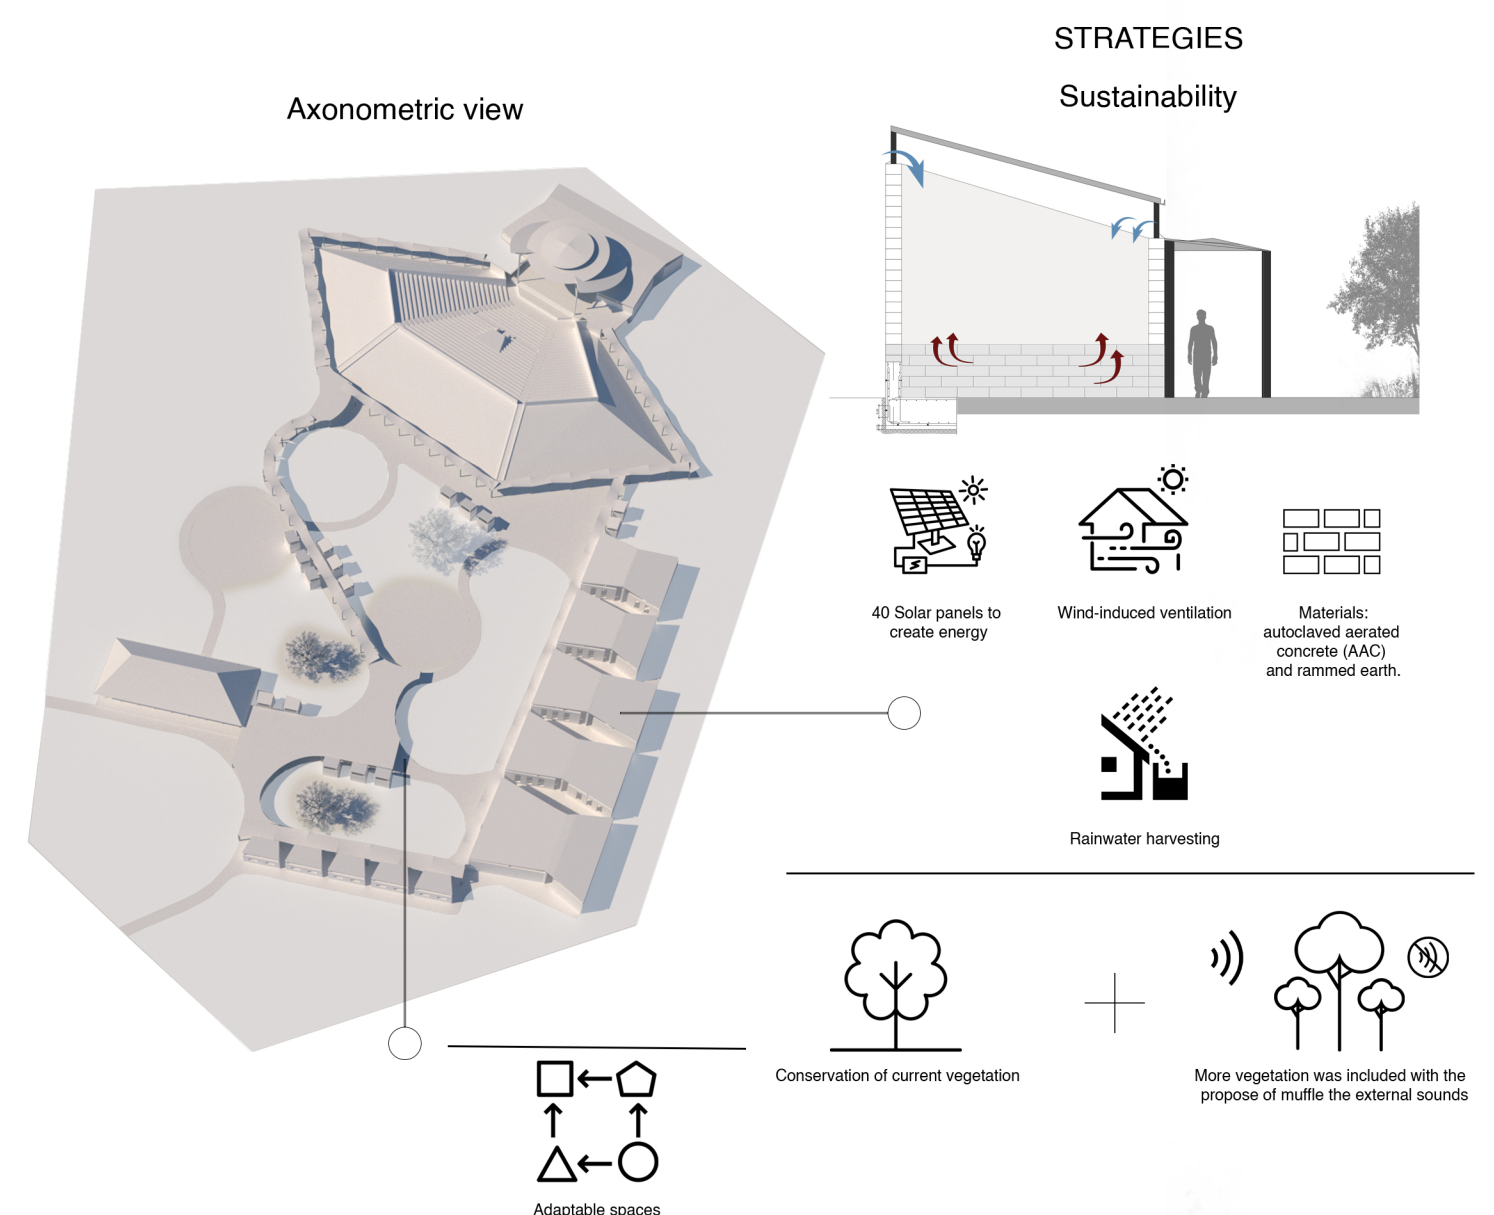 STRATEGIES
Sustainability
Axonometric view
40 Solar panels to
create energy
Wind-induced ventilation
Materials:
autoclaved aerated
concrete (AAC)
and rammed earth.
Rainwater harvesting
Conservation of current vegetation
More vegetation was included with the
propose of muffle the external sounds
Adaptable spaces